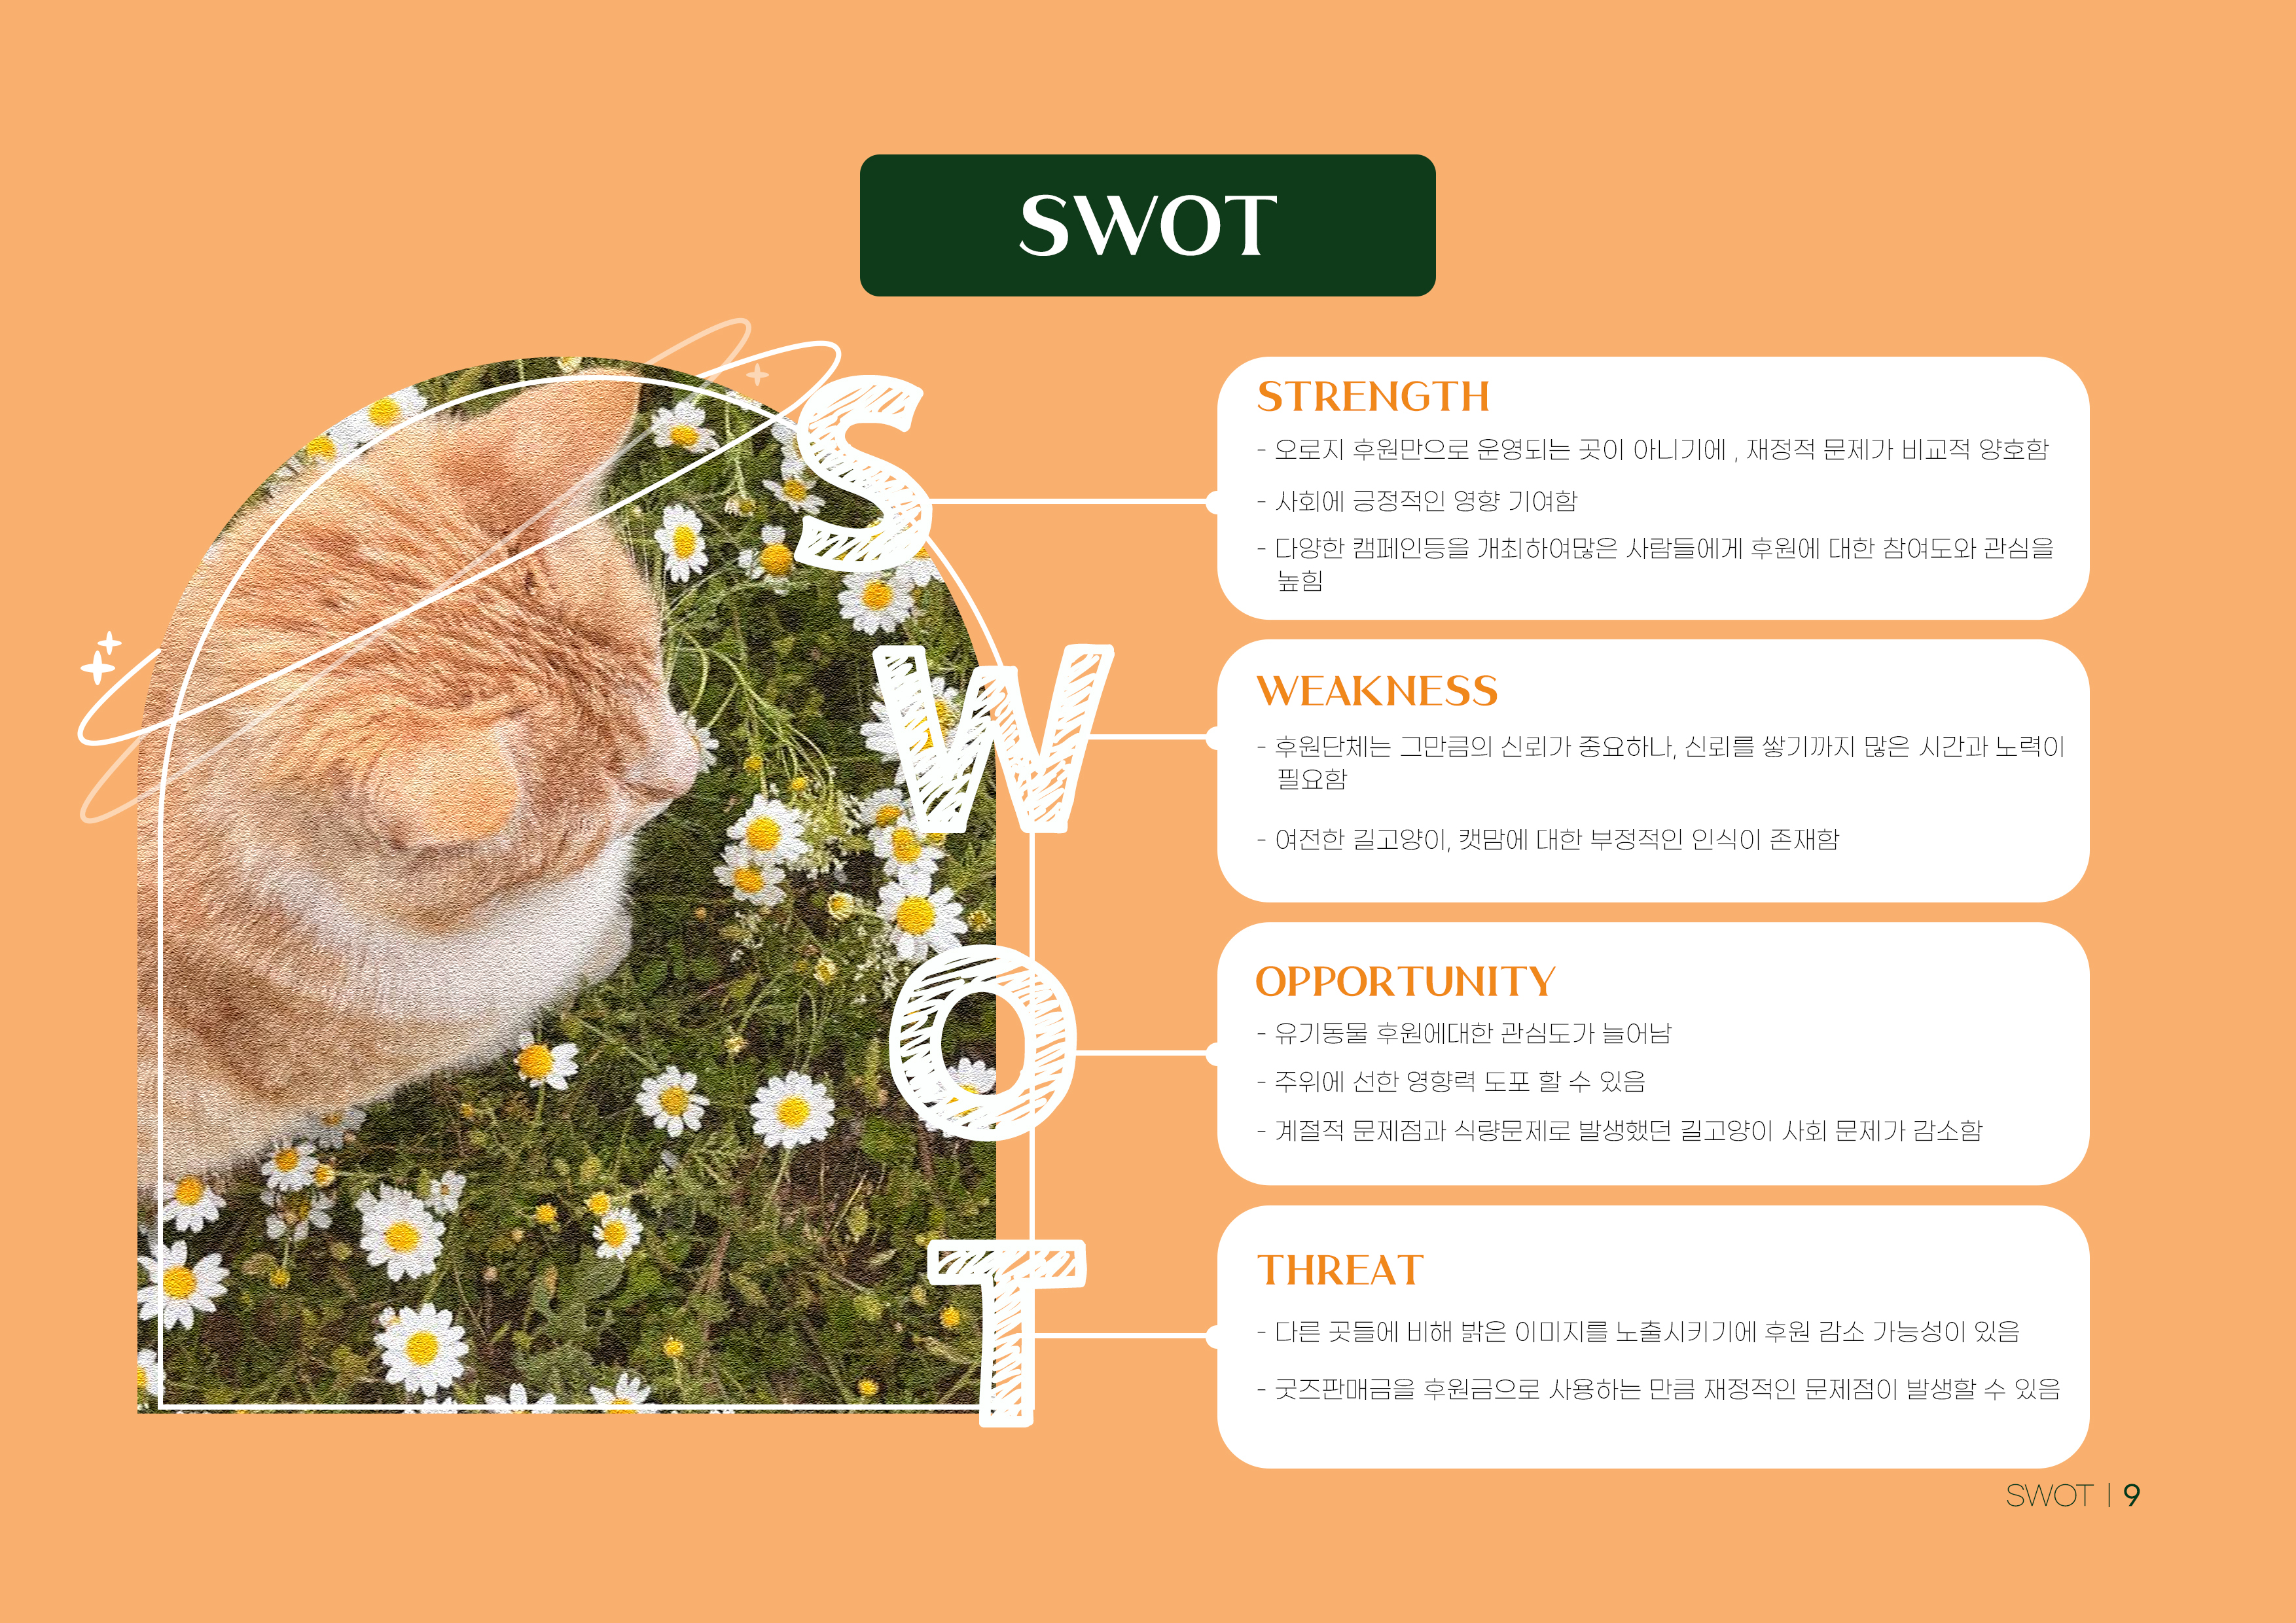 SWOT
S
W
O
T
STRENGTH
- 오로지 후원만으로 운영되는 곳이 아니기에 , 재정적 문제가 비교적 양호함
- 사회에 긍정적인 영향 기여함
- 다양한 캠페인등을 개최하여많은 사람들에게 후원에 대한 참여도와 관심을
높힘
WEAKNESS
- 후원단체는 그만큼의 신뢰가 중요하나, 신뢰를 쌓기까지 많은 시간과 노력이
필요함
- 여전한 길고양이, 캣맘에 대한 부정적인 인식이 존재함
OPPORTUNITY
- 유기동물 후원에대한 관심도가 늘어남
- 주위에 선한 영향력 도포 할 수 있음
- 계절적 문제점과 식량문제로 발생했던 길고양이 사회 문제가 감소함
THREAT
- 다른 곳들에 비해 밝은 이미지를 노출시키기에 후원 감소 가능성이 있음
- 굿즈판매금을 후원금으로 사용하는 만큼 재정적인 문제점이 발생할 수 있음
SWOT | 9